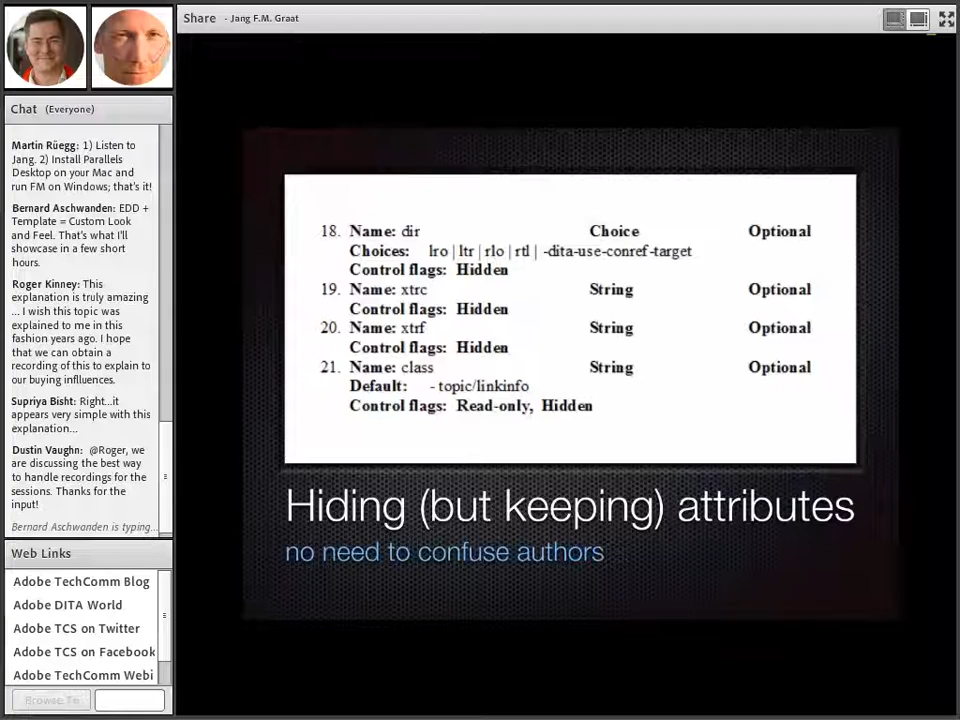 Share - Jang F.M. Graat
Chat (Everyone)
Martin Rüegg: 1) Listen to
Jang. 2) Install Parallels
Desktop on your Mac and
run FM on Windows; that's it!
Bernard Aschwanden: EDD +
Template = Custom Look
and Feel. That's what I'll
showcase in a few short
hours.
Roger Kinney: This
explanation is truly amazing
... I wish this topic was
explained to me in this
fashion years ago. I hope
that we can obtain a
recording of this to explain to
our buying inflluences.
Supriya Bisht: Right...it
appears very simple with this
explanation...
Dustin Vaughn: @Roger, we
are discussing the best way
to handle recordings for the
sessions. Thanks for the
input!
Bernard Aschwanden is typing...
Web Links
Adobe TechComm Blog
Adobe DITA World
Adobe TCS on Twitter
Adobe TCS on Facebook
Adobe TechComm Webi
Browse To
18. Name: dir Choice Optional
Choices: lro | ltr | rlo | rtl | -dita-use-conref-target
Control flags: Hidden
19. Name: xtrc String Optional
Control flags: Hidden
20. Name: xtrf String Optional
Control flags: Hidden
21. Name: class String Optional
Default: - topic/linkinfo
Control flags: Read-only, Hidden
Hiding (but keeping) attributes
no need to confuse authors